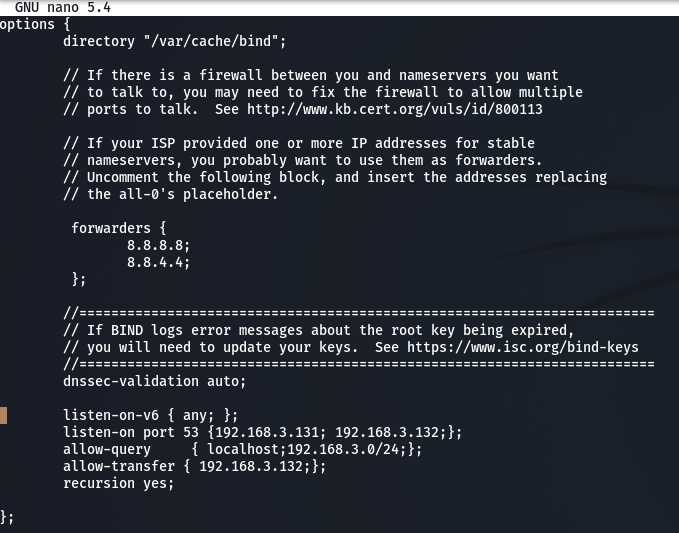 GNU nano 5.4
options {
directory "/var/cache/bind";
// If there is a firewall between you and nameservers you want
// to talk to, you may need to fix the firewall to allow multiple
// ports to talk.  See http://www.kb.cert.org/vuls/id/800113
// If your ISP provided one or more IP addresses for stable
// nameservers, you probably want to use them as forwarders.
// Uncomment the following block, and insert the addresses replacing
// the all-0's placeholder.
forwarders {
8.8.8.8;
8.8.4.4;
};
//========================================================================
// If BIND logs error messages about the root key being expired,
// you will need to update your keys.  See https://www.isc.org/bind-keys
//========================================================================
dnssec-validation auto;
listen-on-v6 { any; };
listen-on port 53 {192.168.3.131; 192.168.3.132;};
allow-query     { localhost;192.168.3.0/24;};
allow-transfer { 192.168.3.132;};
recursion yes;
};